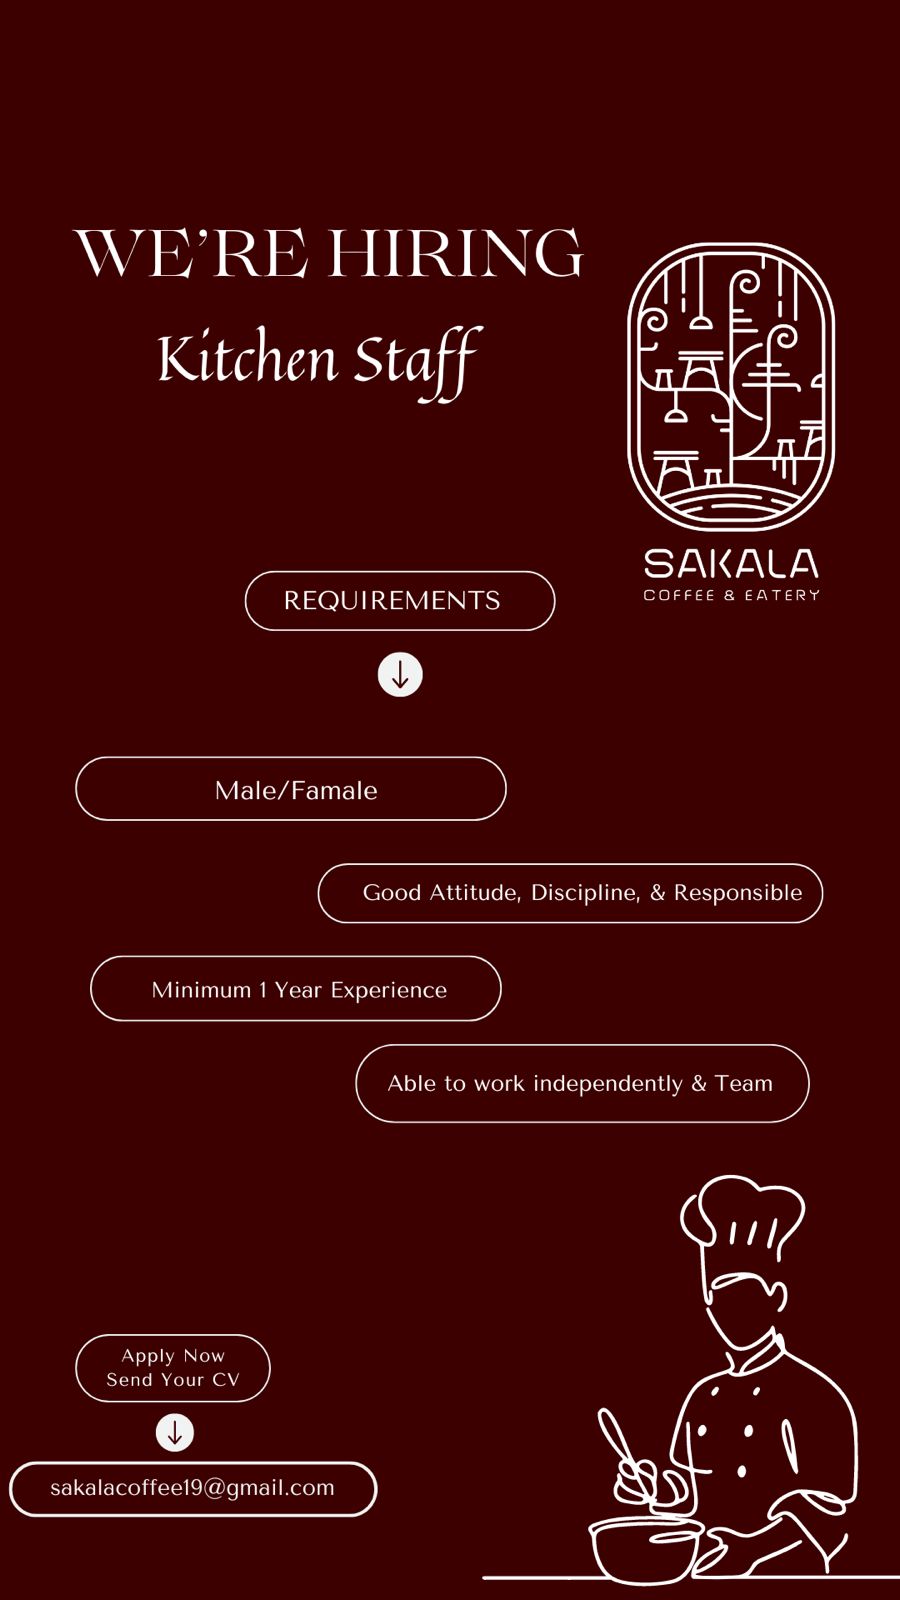 WE'RE HIRING
Kitchen Staff
SAKALA
COFFEE & EATERY
REQUIREMENTS
Male/Famale
Good Attitude, Discipline, & Responsible
Minimum 1 Year Experience
Able to work independently & Team
Apply Now
Send Your CV
sakalacoffee19@gmail.com